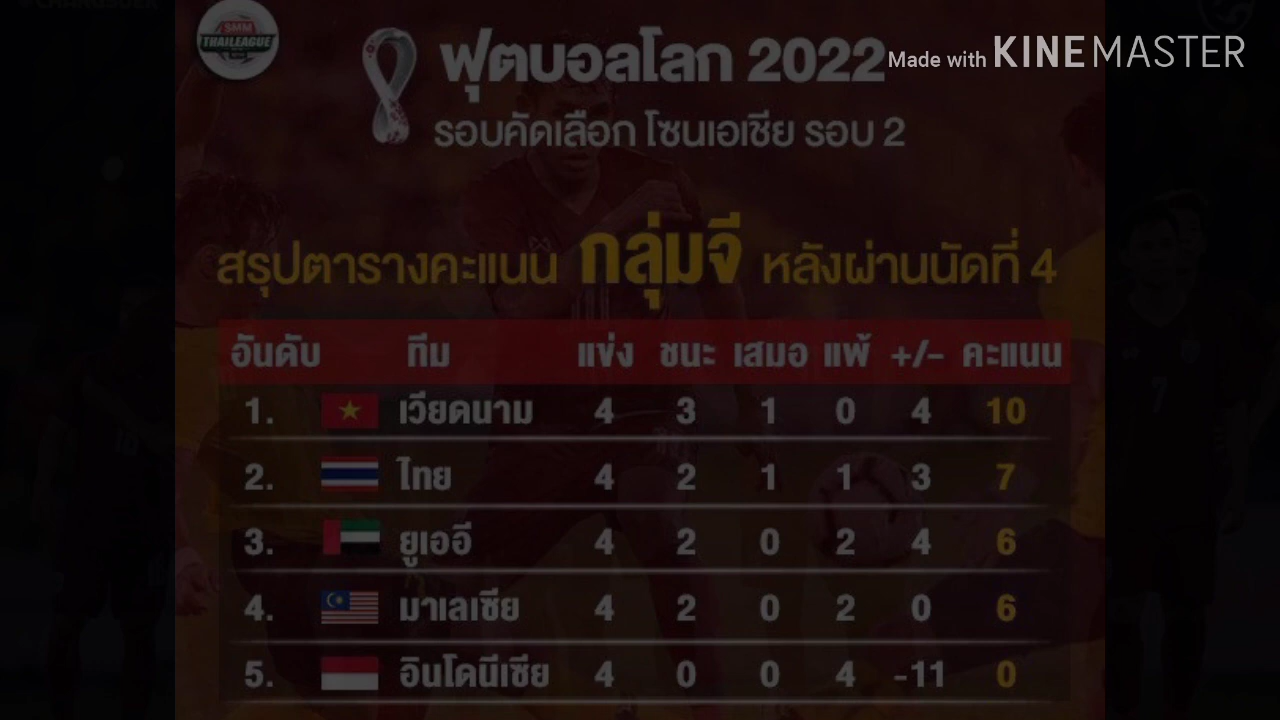 SMM
THAILEAGUE
ฟุตบอลโลก 2022
Made with KINEMASTER
รอบคัดเลือก โซนเอเชีย รอบ 2
สรุปตารางคะแนน กลุ่มจี หลังผ่านนัดที่ 4
อันดับ ทีม แข่ง ชนะ เสมอ แพ้ +/- คะแนน
1. เวียดนาม 4 3 1 0 4 10
2. ไทย 4 2 1 1 3 7
3. ยูเออี 4 2 0 2 4 6
4. มาเลเซีย 4 2 0 2 0 6
5. อินโดนีเซีย 4 0 0 4 -11 0